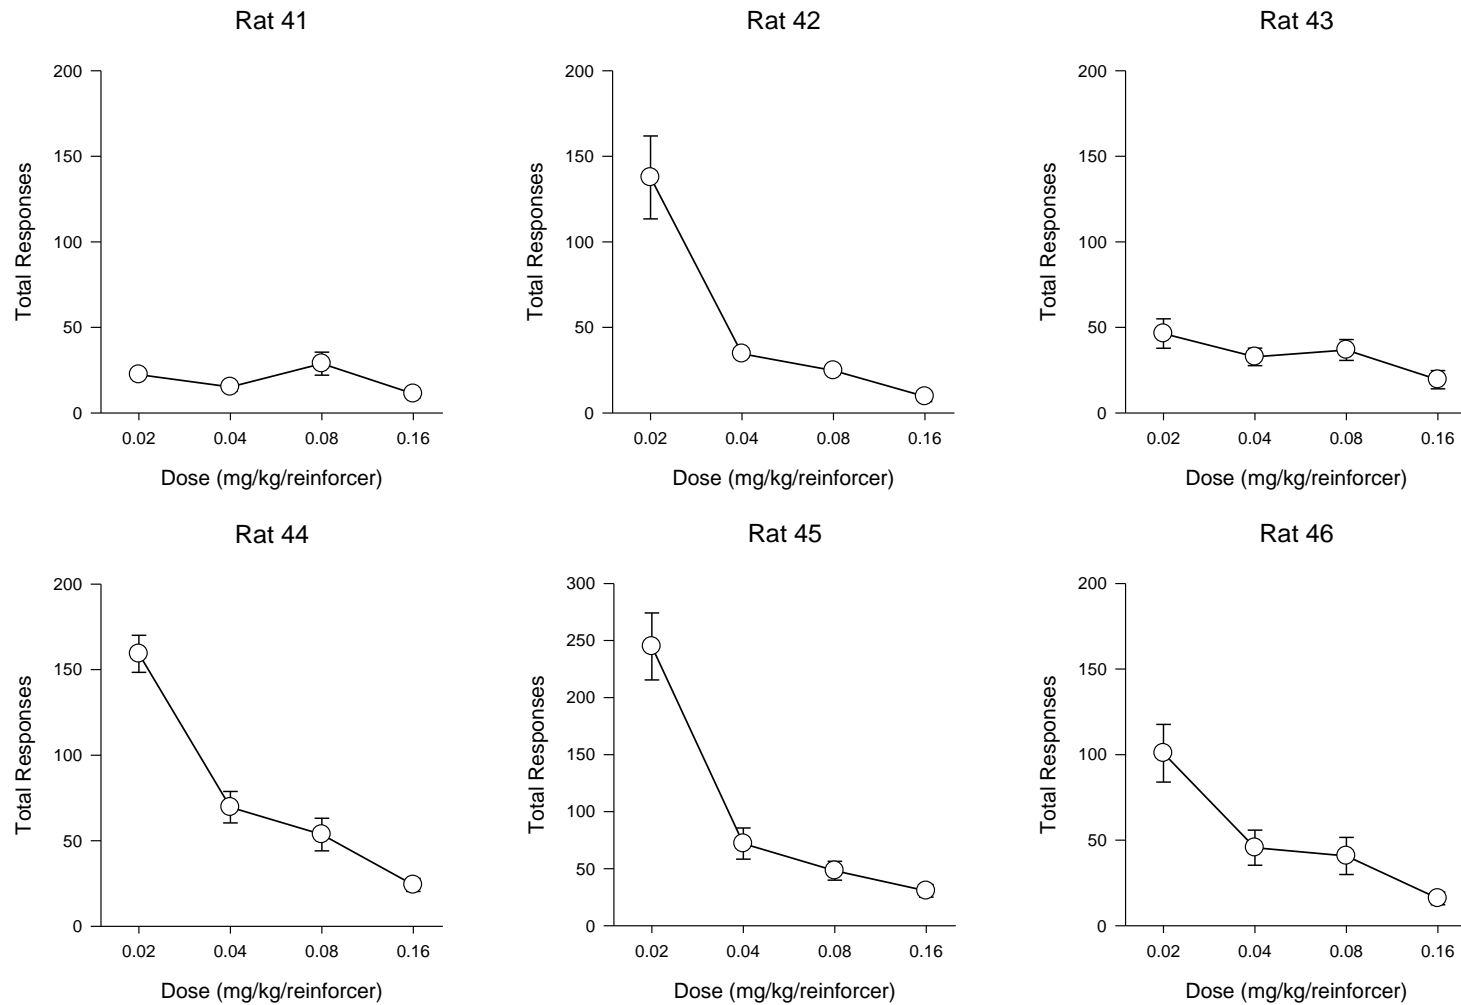 Rat 41
200
150
100
50
0
Total Responses
0.02 0.04 0.08 0.16
Dose (mg/kg/reinforcer)
Rat 42
200
150
100
50
0
Total Responses
0.02 0.04 0.08 0.16
Dose (mg/kg/reinforcer)
Rat 43
200
150
100
50
0
Total Responses
0.02 0.04 0.08 0.16
Dose (mg/kg/reinforcer)
Rat 44
200
150
100
50
0
Total Responses
0.02 0.04 0.08 0.16
Dose (mg/kg/reinforcer)
Rat 45
300
250
200
150
100
50
0
Total Responses
0.02 0.04 0.08 0.16
Dose (mg/kg/reinforcer)
Rat 46
200
150
100
50
0
Total Responses
0.02 0.04 0.08 0.16
Dose (mg/kg/reinforcer)